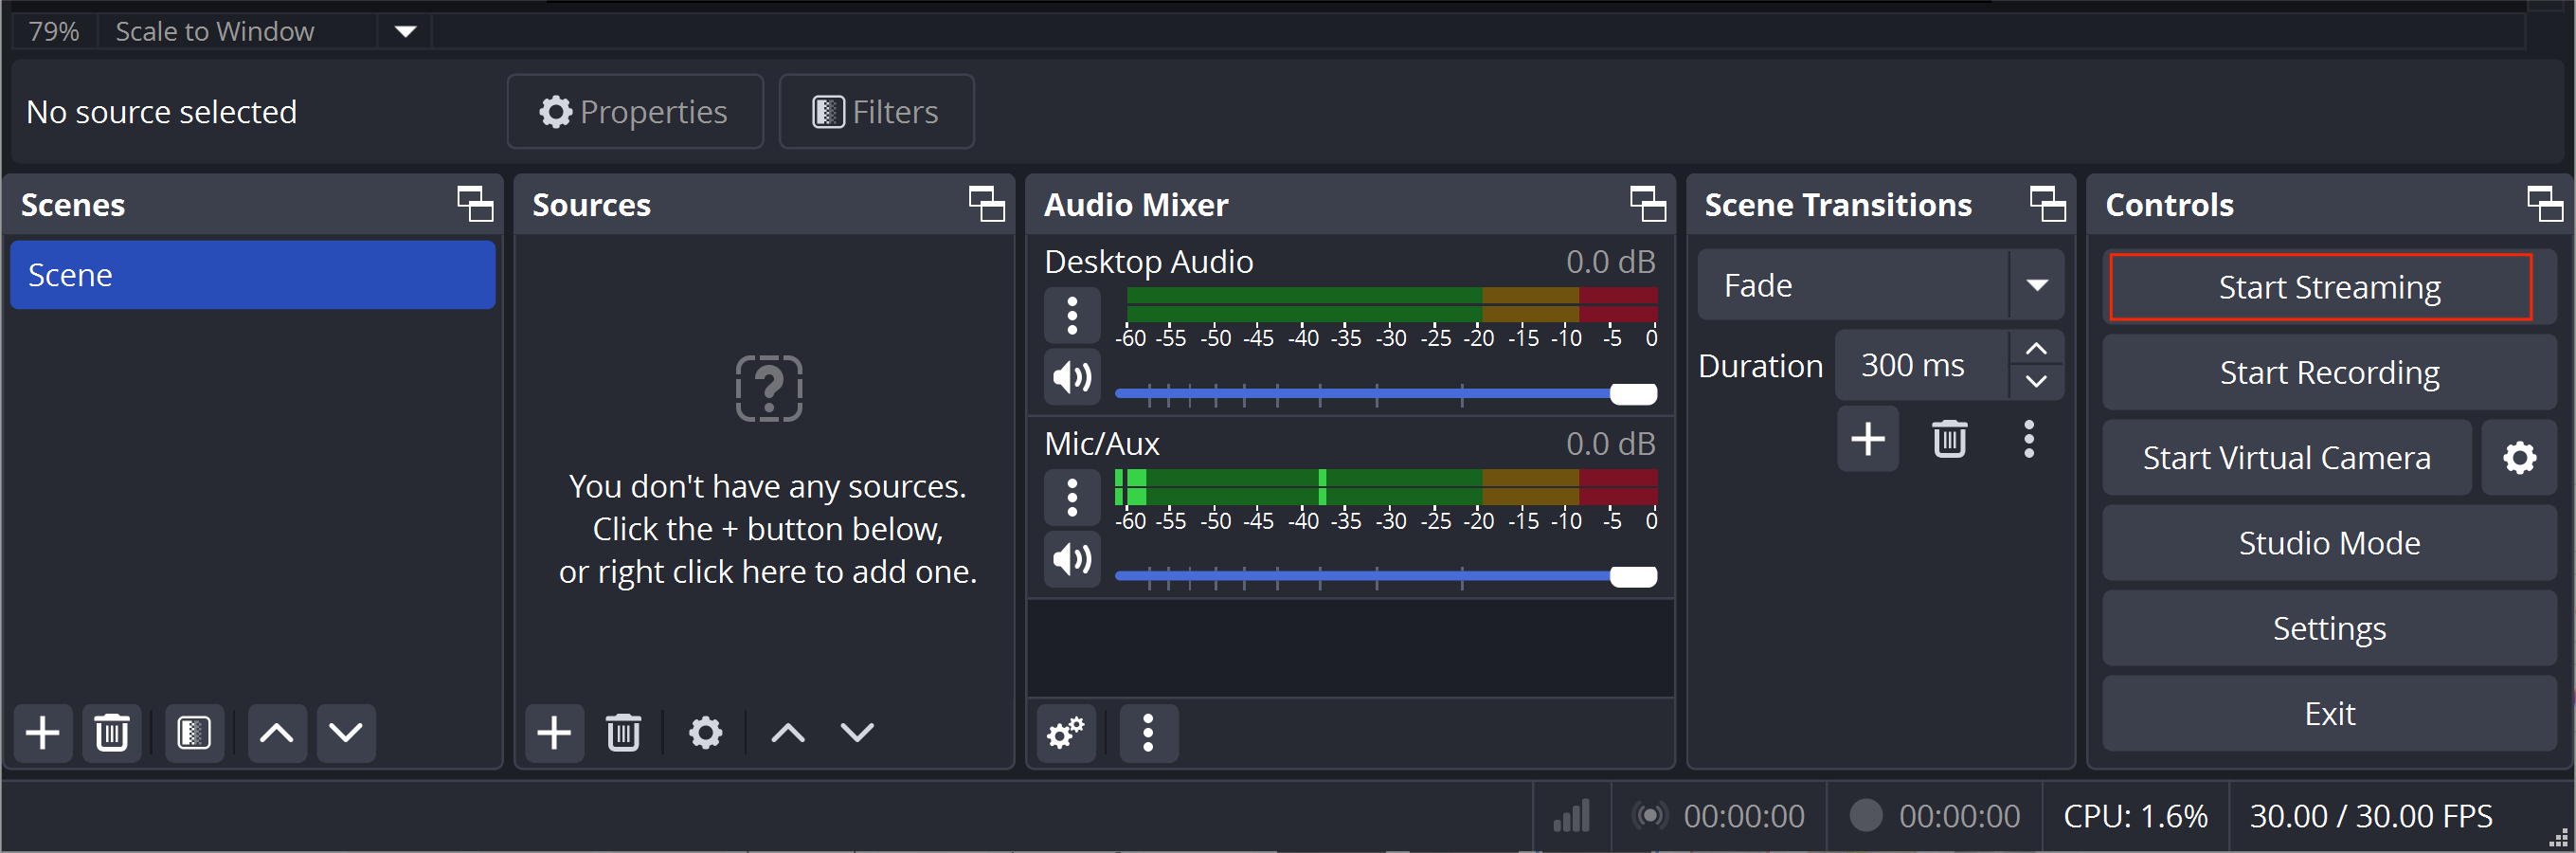 79% Scale to Window
No source selected Properties Filters
Scenes
Scene
Sources
You don't have any sources.
Click the + button below,
or right click here to add one.
Audio Mixer
Desktop Audio 0.0 dB
-60 -55 -50 -45 -40 -35 -30 -25 -20 -15 -10 -5 0
Mic/Aux 0.0 dB
-60 -55 -50 -45 -40 -35 -30 -25 -20 -15 -10 -5 0
Scene Transitions
Fade
Duration 300 ms
Controls
Start Streaming
Start Recording
Start Virtual Camera
Studio Mode
Settings
Exit
00:00:00 00:00:00 CPU: 1.6% 30.00 / 30.00 FPS